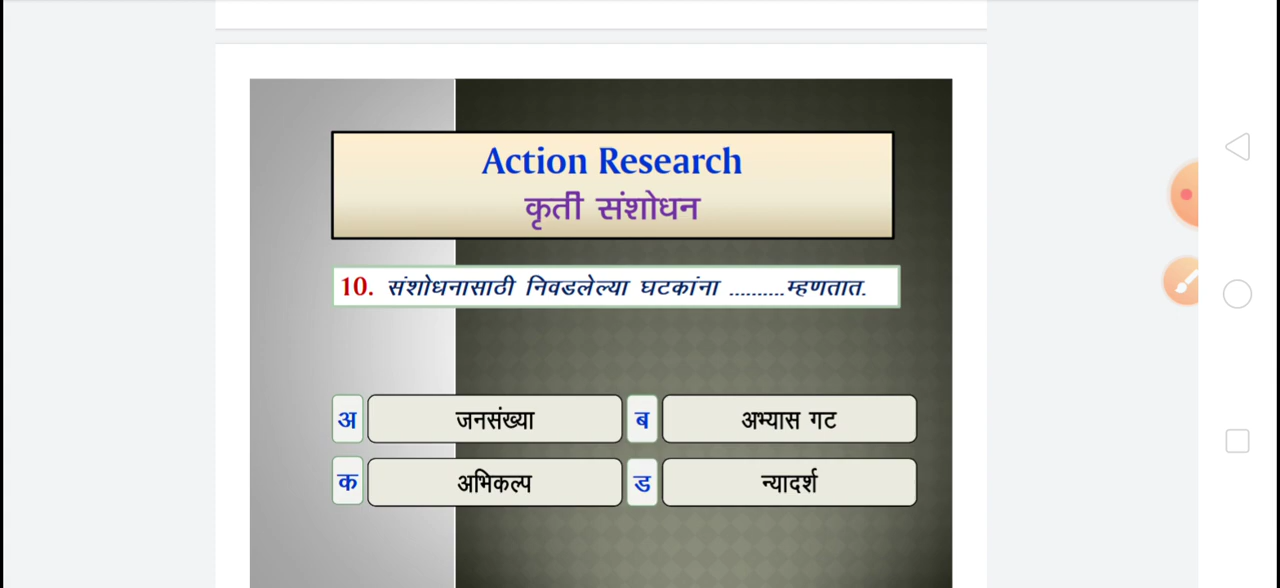 Action Research
कृती संशोधन
10. संशोधनासाठी निवडलेल्या घटकांना ..........म्हणतात.
अ जनसंख्या ब अभ्यास गट
क अभिकल्प ड न्यादर्श